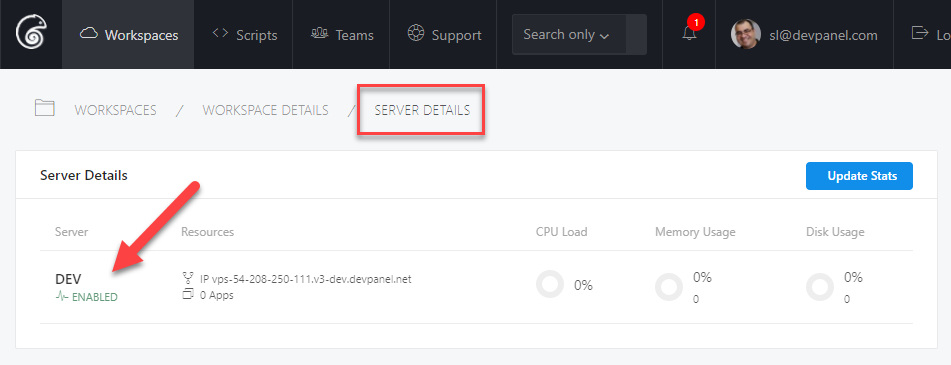 Workspaces Scripts Teams Support Search only 1 sl@devpanel.com Lo
WORKSPACES / WORKSPACE DETAILS / SERVER DETAILS
Server Details Update Stats
Server Resources CPU Load Memory Usage Disk Usage
DEV IP vps-54-208-250-111.v3-dev.devpanel.net 0% 0% 0%
ENABLED 0 Apps 0 0